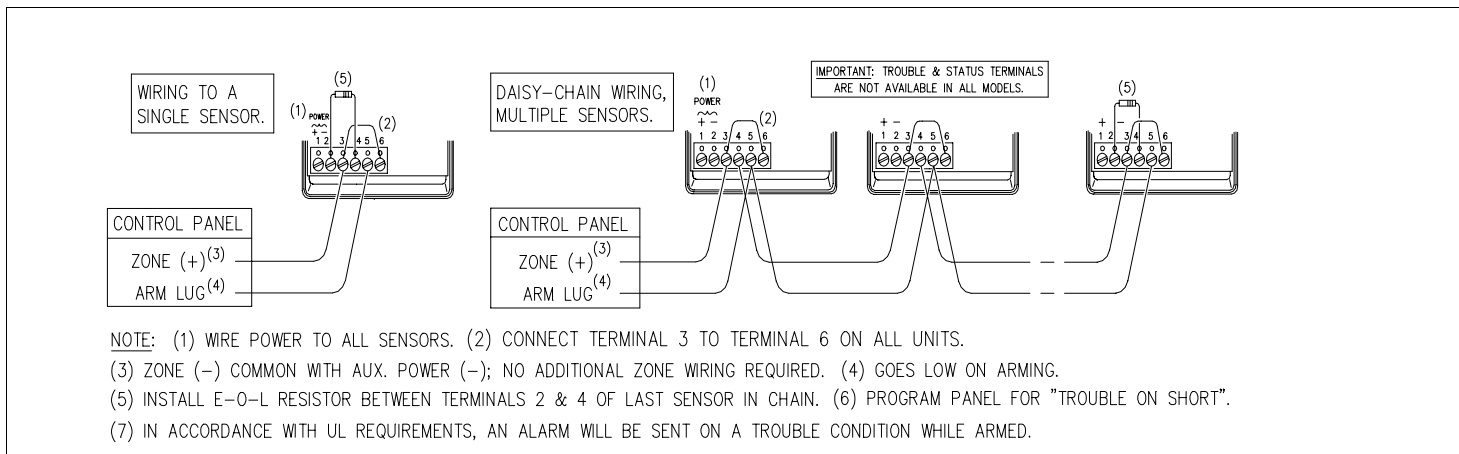 WIRING TO A
SINGLE SENSOR.
(5)
(1) POWER
+ −
(2)
1 2 3 4 5 6
CONTROL PANEL
ZONE (+)(3)
ARM LUG(4)
DAISY-CHAIN WIRING,
MULTIPLE SENSORS.
(1)
POWER
+ −
(2)
1 2 3 4 5 6
CONTROL PANEL
ZONE (+)(3)
ARM LUG(4)
IMPORTANT: TROUBLE & STATUS TERMINALS
ARE NOT AVAILABLE IN ALL MODELS.
+ −
1 2 3 4 5 6
(5)
+ −
1 2 3 4 5 6
NOTE: (1) WIRE POWER TO ALL SENSORS. (2) CONNECT TERMINAL 3 TO TERMINAL 6 ON ALL UNITS.
(3) ZONE (−) COMMON WITH AUX. POWER (−); NO ADDITIONAL ZONE WIRING REQUIRED. (4) GOES LOW ON ARMING.
(5) INSTALL E-O-L RESISTOR BETWEEN TERMINALS 2 & 4 OF LAST SENSOR IN CHAIN. (6) PROGRAM PANEL FOR "TROUBLE ON SHORT".
(7) IN ACCORDANCE WITH UL REQUIREMENTS, AN ALARM WILL BE SENT ON A TROUBLE CONDITION WHILE ARMED.